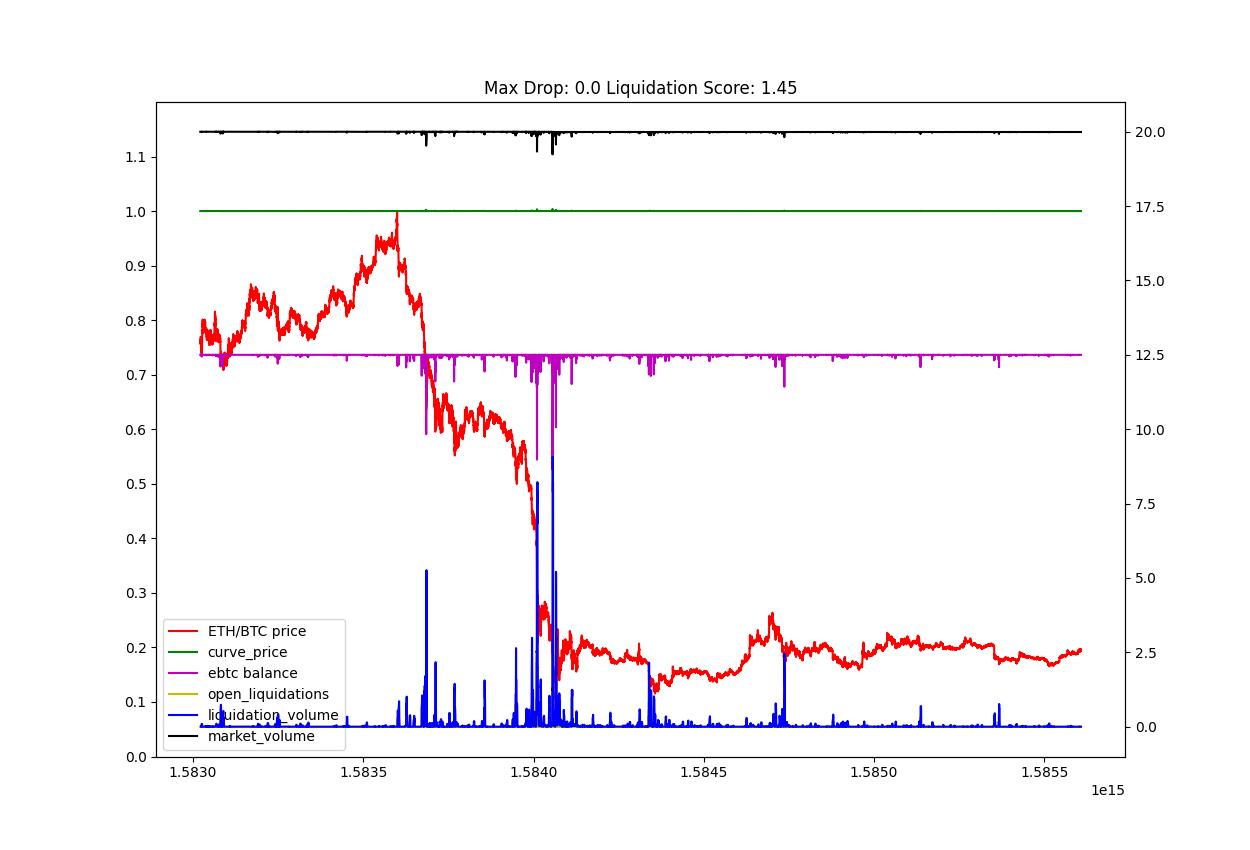 Max Drop: 0.0 Liquidation Score: 1.45
1.1
1.0
0.9
0.8
0.7
0.6
0.5
0.4
0.3
0.2
0.1
0.0
20.0
17.5
15.0
12.5
10.0
7.5
5.0
2.5
0.0
ETH/BTC price
curve_price
ebtc balance
open_liquidations
liquidation_volume
market_volume
1.5830 1.5835 1.5840 1.5845 1.5850 1.5855
1e15